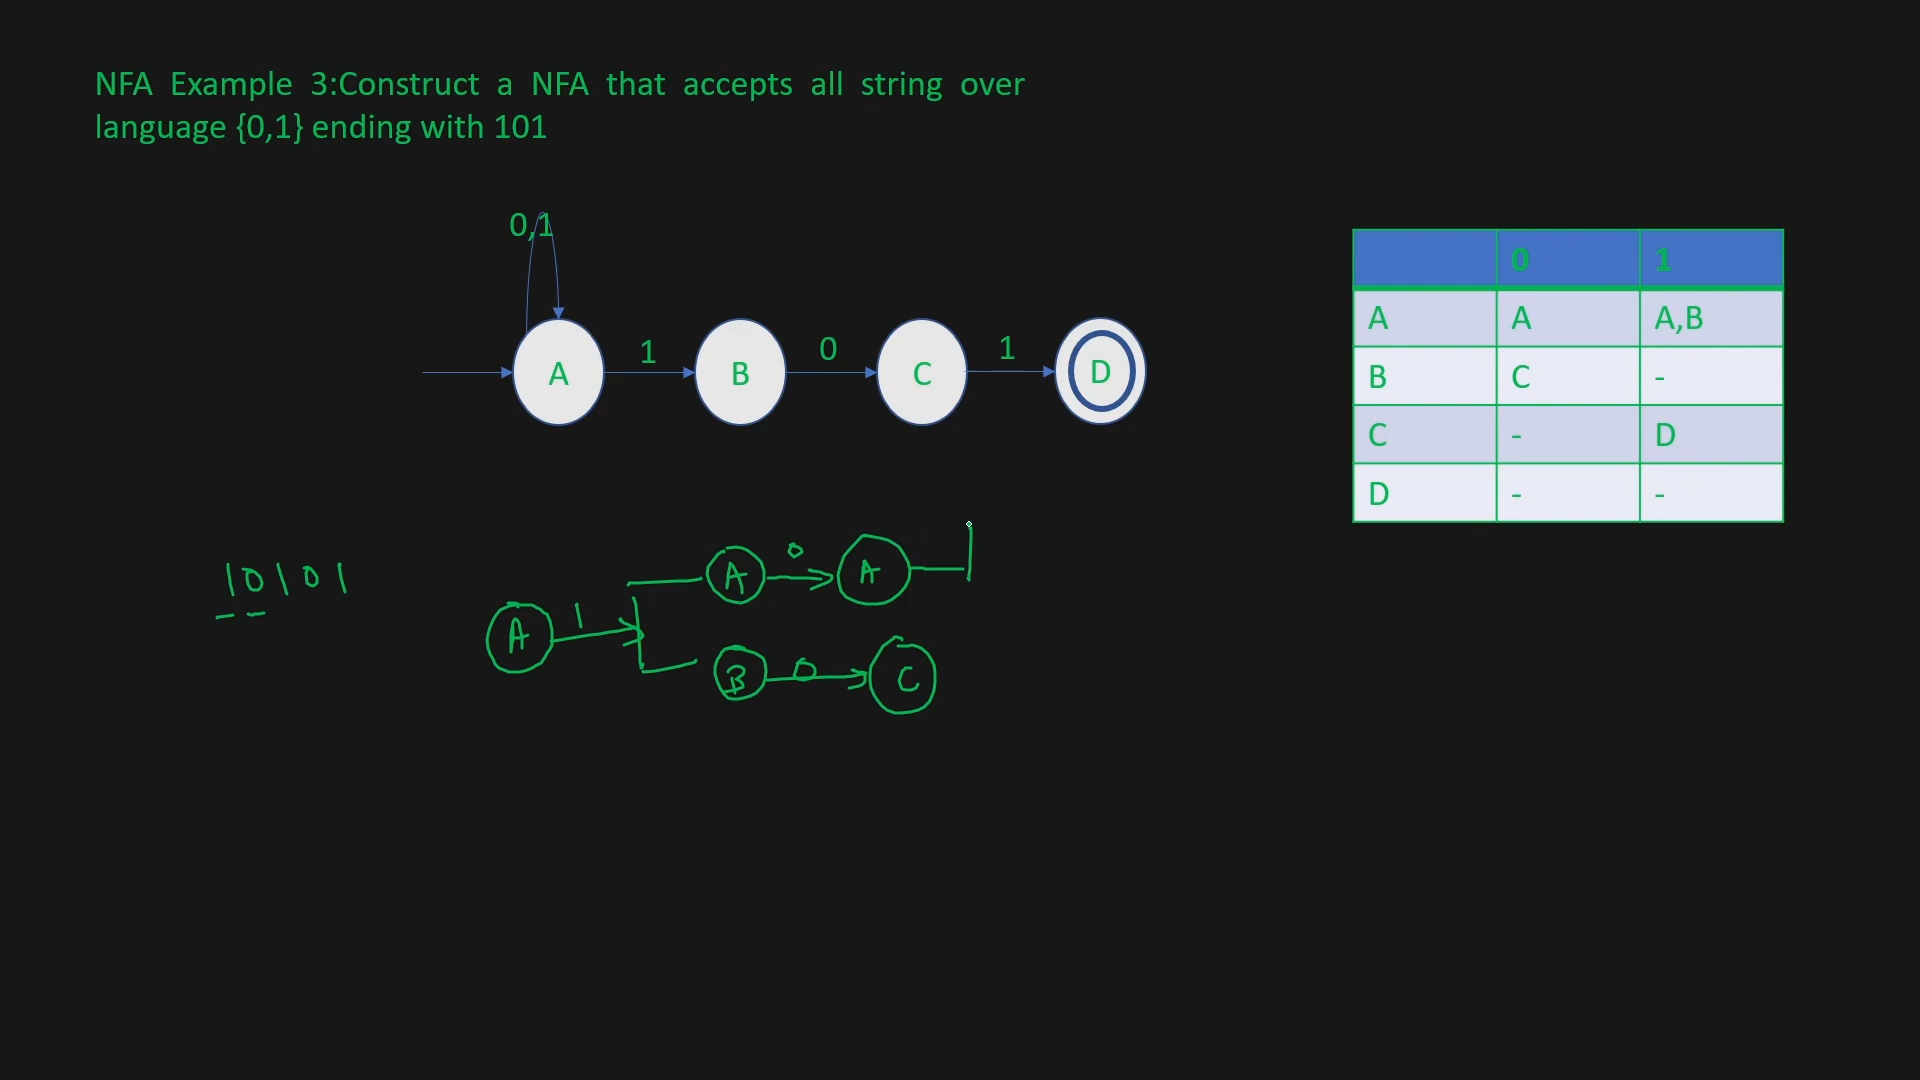 NFA Example 3:Construct a NFA that accepts all string over
language {0,1} ending with 101
0,1
A 1 B 0 C 1 D
0 1
A A A,B
B C -
C - D
D - -
10101
A 0 A
A 1
B 0 C